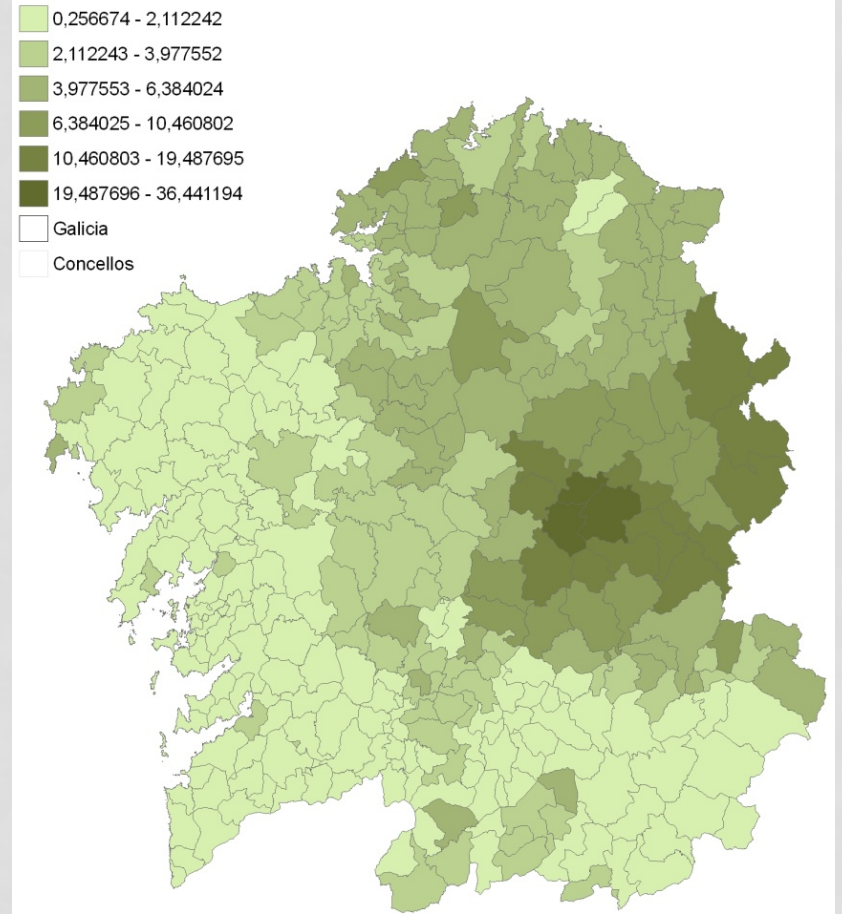 0,256674 - 2,112242
2,112243 - 3,977552
3,977553 - 6,384024
6,384025 - 10,460802
10,460803 - 19,487695
19,487696 - 36,441194
Galicia
Concellos